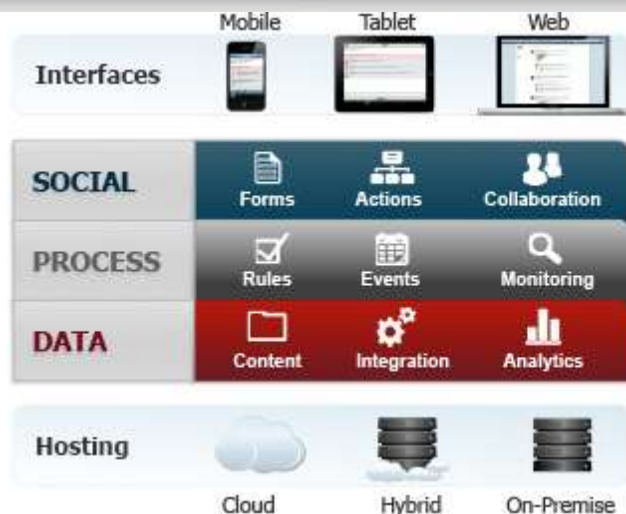 Mobile Tablet Web
Interfaces
SOCIAL Forms Actions Collaboration
PROCESS Rules Events Monitoring
DATA Content Integration Analytics
Hosting
Cloud Hybrid On-Premise